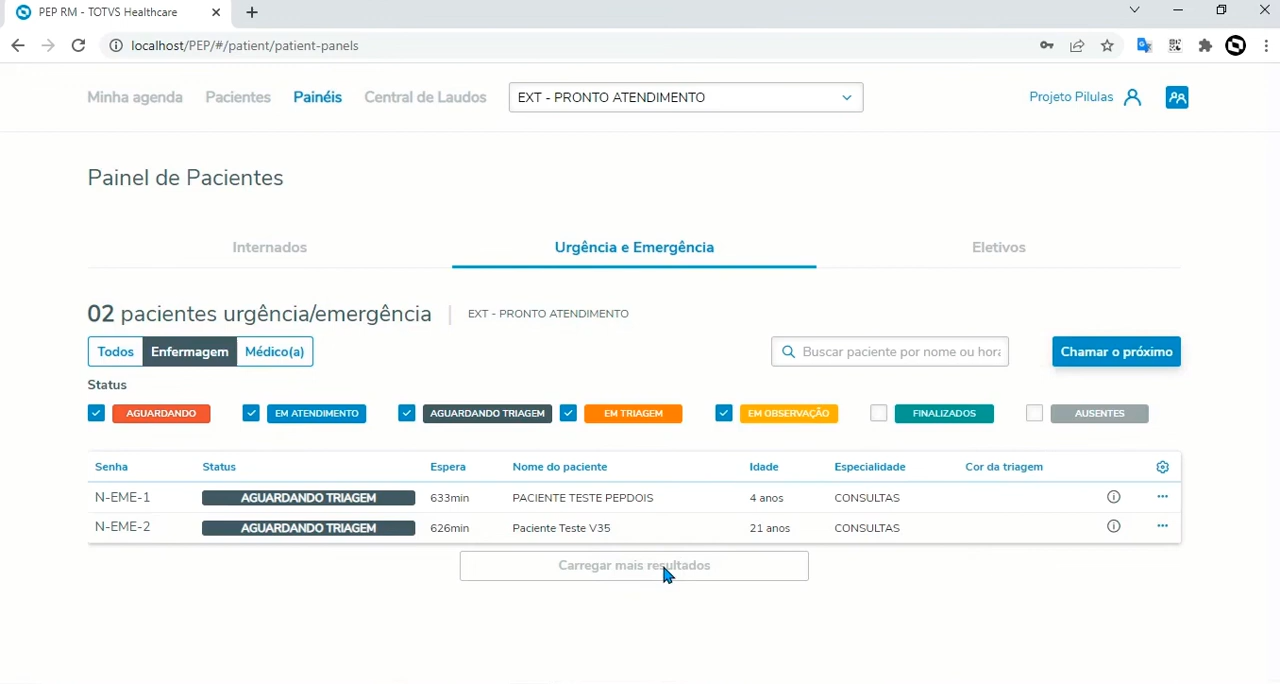 PEP RM - TOTVS Healthcare
localhost/PEP/#/patient/patient-panels
Minha agenda Pacientes Painéis Central de Laudos EXT - PRONTO ATENDIMENTO Projeto Pilulas
Painel de Pacientes
Internados Urgência e Emergência Eletivos
02 pacientes urgência/emergência EXT - PRONTO ATENDIMENTO
Todos Enfermagem Médico(a) Buscar paciente por nome ou hora Chamar o próximo
Status
AGUARDANDO EM ATENDIMENTO AGUARDANDO TRIAGEM EM TRIAGEM EM OBSERVAÇÃO FINALIZADOS AUSENTES
Senha Status Espera Nome do paciente Idade Especialidade Cor da triagem
N-EME-1 AGUARDANDO TRIAGEM 633min PACIENTE TESTE PEPDOIS 4 anos CONSULTAS
N-EME-2 AGUARDANDO TRIAGEM 626min Paciente Teste V35 21 anos CONSULTAS
Carregar mais resultados